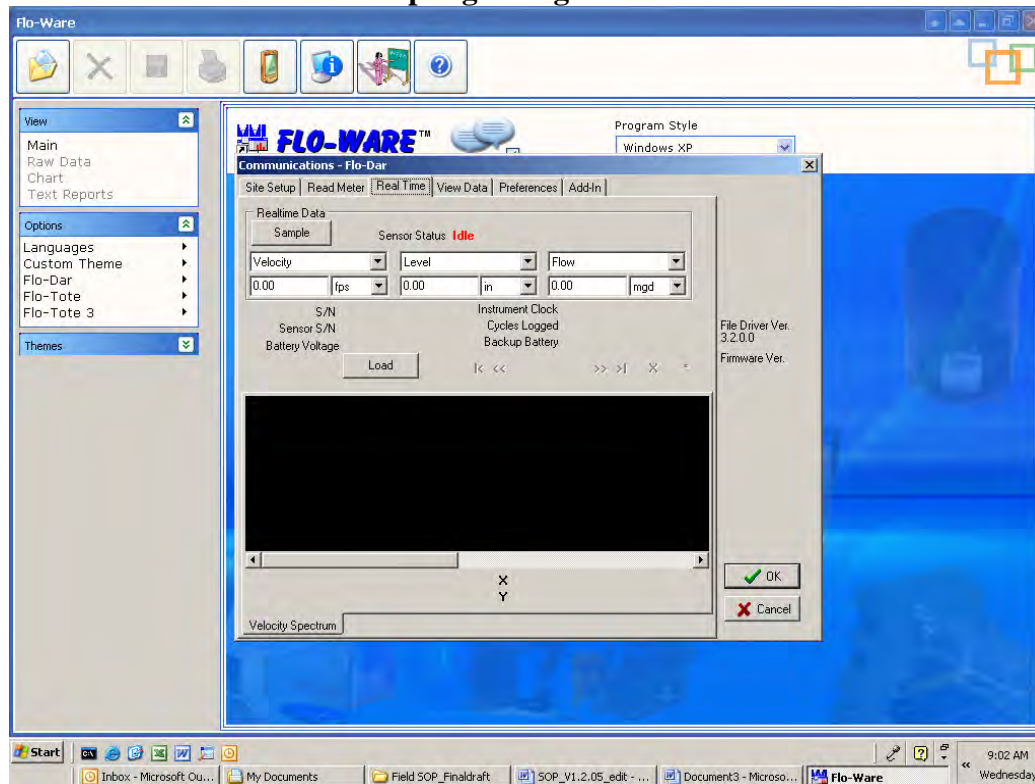 Flo-Ware
View
Main
Raw Data
Chart
Text Reports
Options
Languages
Custom Theme
Flo-Dar
Flo-Tote
Flo-Tote 3
Themes
FLO-WARE™
Program Style
Windows XP
Communications - Flo-Dar
Site Setup Read Meter Real Time View Data Preferences Add-In
Realtime Data
Sample Sensor Status Idle
Velocity Level Flow
0.00 fps 0.00 in 0.00 mgd
S/N Instrument Clock
Sensor S/N Cycles Logged
Battery Voltage Backup Battery
File Driver Ver.
3.2.0.0
Firmware Ver.
Load |< << >> >| X *
X
Y
Velocity Spectrum
OK
Cancel
Start 9:02 AM
Inbox - Microsoft Ou... My Documents Field SOP_Finaldraft SOP_V1.2.05_edit - ... Document3 - Microso... Flo-Ware Wednesday